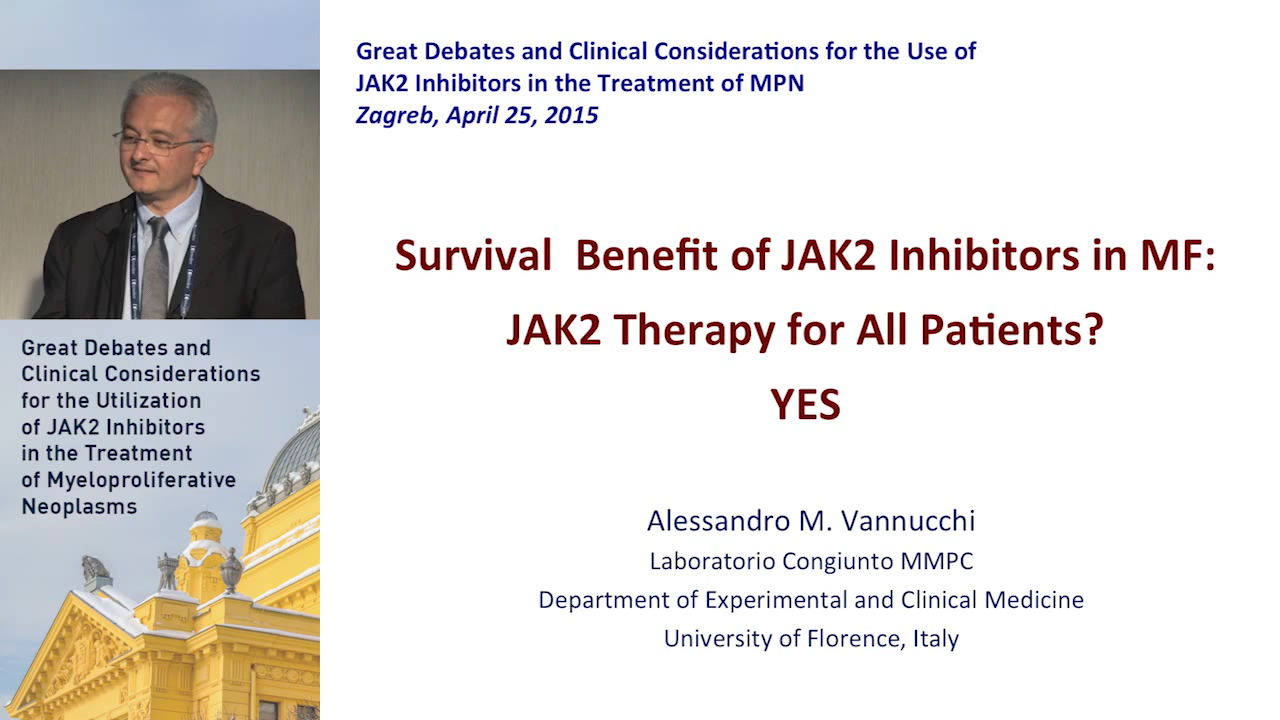 Great Debates and Clinical Considerations for the Use of
JAK2 Inhibitors in the Treatment of MPN
Zagreb, April 25, 2015
Survival  Benefit of JAK2 Inhibitors in MF:
JAK2 Therapy for All Patients?
YES
Alessandro M. Vannucchi
Laboratorio Congiunto MMPC
Department of Experimental and Clinical Medicine
University of Florence, Italy
Great Debates and
Clinical Considerations
for the Utilization
of JAK2 Inhibitors
in the Treatment
of Myeloproliferative
Neoplasms